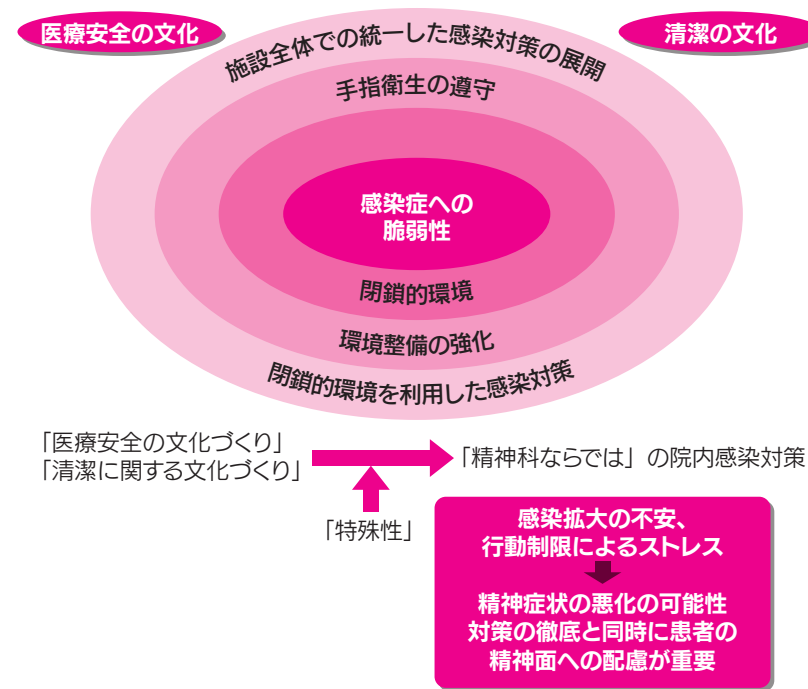 医療安全の文化
清潔の文化
施設全体での統一した感染対策の展開
手指衛生の遵守
感染症への
脆弱性
閉鎖的環境
環境整備の強化
閉鎖的環境を利用した感染対策
「医療安全の文化づくり」
「清潔に関する文化づくり」
「精神科ならでは」の院内感染対策
「特殊性」
感染拡大の不安、
行動制限によるストレス
精神症状の悪化の可能性
対策の徹底と同時に患者の
精神面への配慮が重要